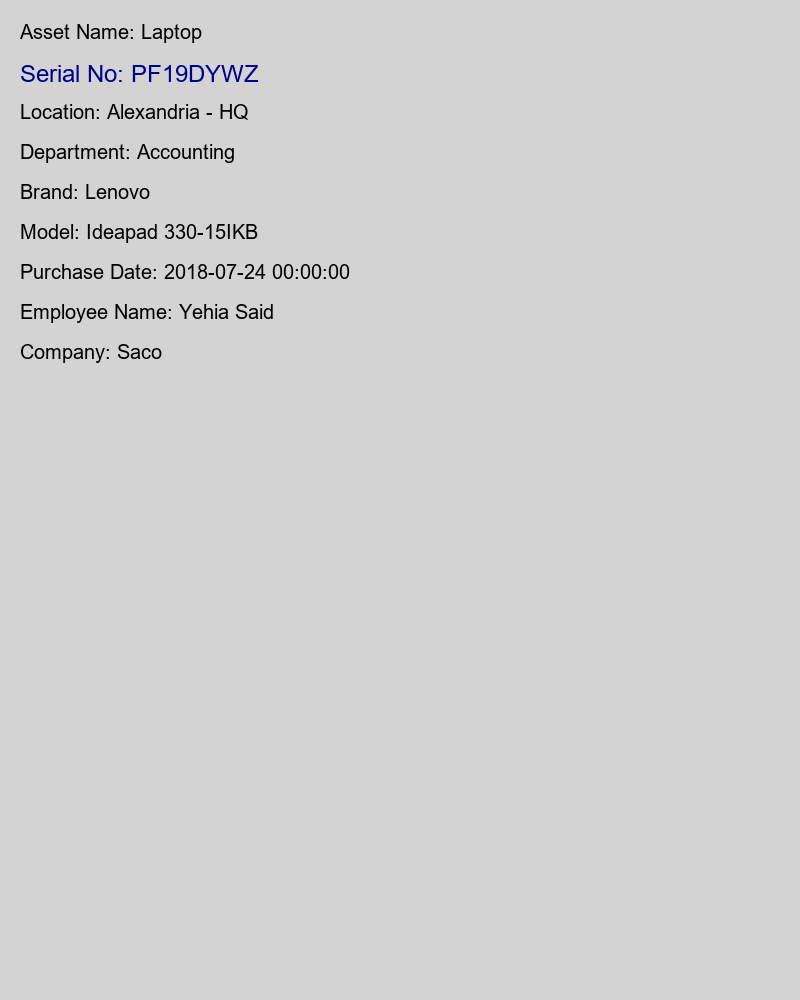 Asset Name: Laptop
Serial No: PF19DYWZ
Location: Alexandria - HQ
Department: Accounting
Brand: Lenovo
Model: Ideapad 330-15IKB
Purchase Date: 2018-07-24 00:00:00
Employee Name: Yehia Said
Company: Saco